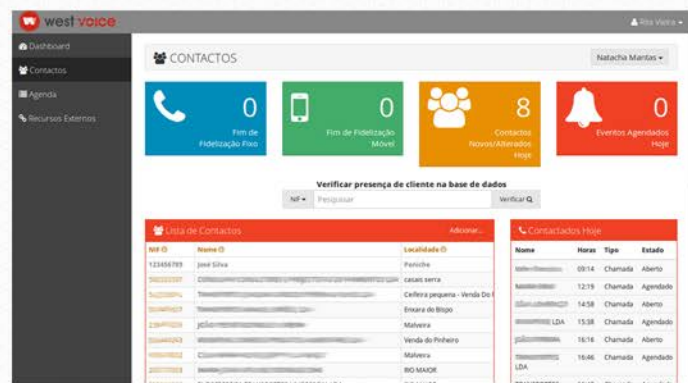 west voice
Rita Vieira
Dashboard
Contactos
Agenda
Recursos Externos
CONTACTOS
Natacha Mantas
0
Fim de
Fidelização Fixo
0
Fim de Fidelização
Móvel
8
Contactos
Novos/Alterados
Hoje
0
Eventos Agendados
Hoje
Verificar presença de cliente na base de dados
NIF
Pesquisar
Verificar
Lista de Contactos
Adicionar...
NIF Nome Localidade
123456789 José Silva Peniche
casais serra
Ceifeira pequena - Venda Do
Enxara do Bispo
Malveira
Venda do Pinheiro
Malveira
RIO MAIOR
Contactados Hoje
Nome Horas Tipo Estado
09:14 Chamada Aberto
12:19 Chamada Agendado
14:58 Chamada Aberto
LDA 15:38 Chamada Agendado
16:16 Chamada Aberto
16:46 Chamada Agendado
LDA